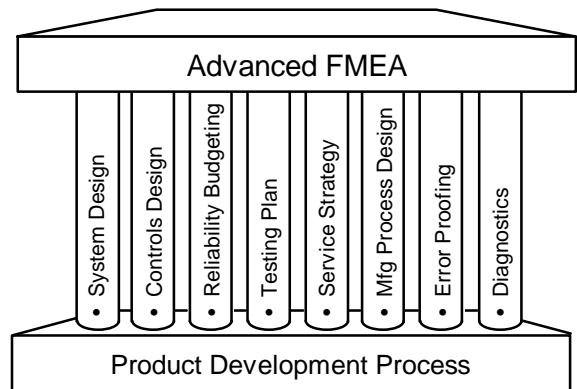 Advanced FMEA
• System Design
• Controls Design
• Reliability Budgeting
• Testing Plan
• Service Strategy
• Mfg Process Design
• Error Proofing
• Diagnostics
Product Development Process